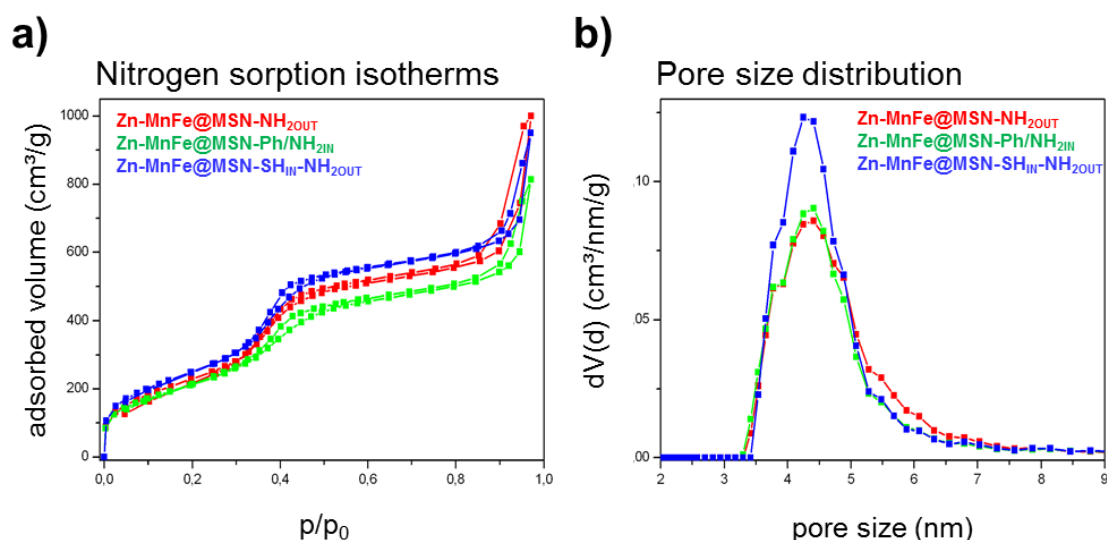 a)
Nitrogen sorption isotherms
Zn-MnFe@MSN-NH2OUT
Zn-MnFe@MSN-Ph/NH2IN
Zn-MnFe@MSN-SHIN-NH2OUT
1000
800
600
400
200
0
adsorbed volume (cm³/g)
0,0 0,2 0,4 0,6 0,8 1,0
p/p0
b)
Pore size distribution
Zn-MnFe@MSN-NH2OUT
Zn-MnFe@MSN-Ph/NH2IN
Zn-MnFe@MSN-SHIN-NH2OUT
.10
.05
.00
dV(d) (cm³/nm/g)
2 3 4 5 6 7 8 9
pore size (nm)